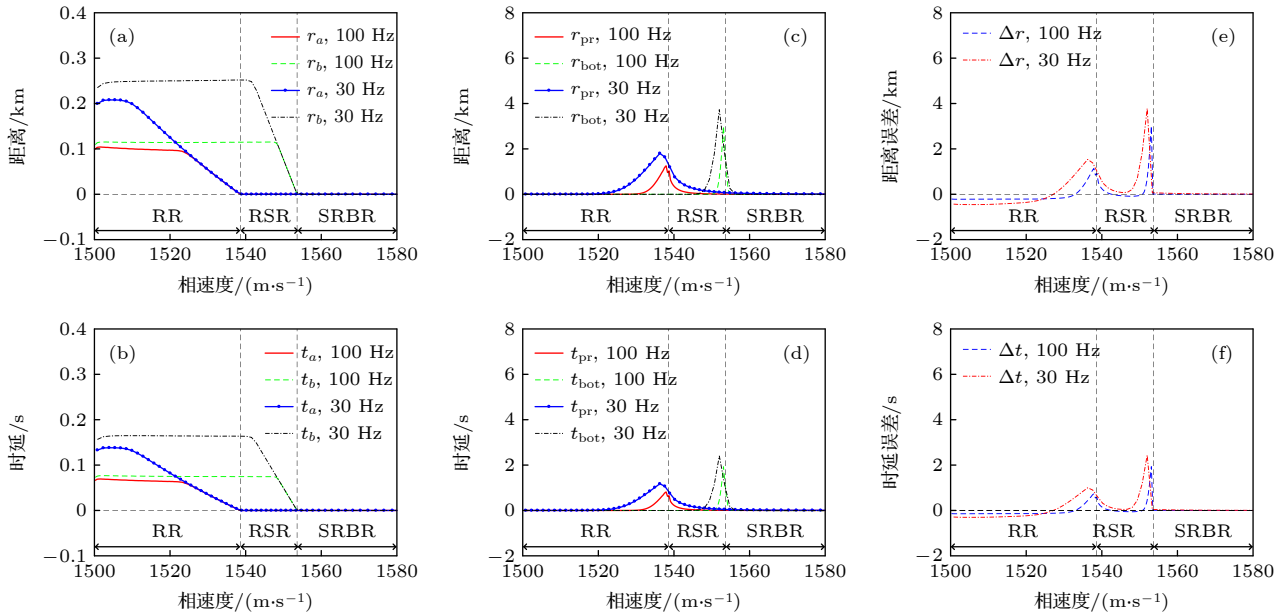 0.4
0.3
0.2
0.1
0
−0.1
距离/km
(a)
r_a, 100 Hz
r_b, 100 Hz
r_a, 30 Hz
r_b, 30 Hz
RR
RSR
SRBR
1500
1520
1540
1560
1580
相速度/(m·s⁻¹)
8
6
4
2
0
−2
距离/km
(c)
r_pr, 100 Hz
r_bot, 100 Hz
r_pr, 30 Hz
r_bot, 30 Hz
RR
RSR
SRBR
1500
1520
1540
1560
1580
相速度/(m·s⁻¹)
8
6
4
2
0
−2
距离误差/km
(e)
Δr, 100 Hz
Δr, 30 Hz
RR
RSR
SRBR
1500
1520
1540
1560
1580
相速度/(m·s⁻¹)
0.4
0.3
0.2
0.1
0
−0.1
时延/s
(b)
t_a, 100 Hz
t_b, 100 Hz
t_a, 30 Hz
t_b, 30 Hz
RR
RSR
SRBR
1500
1520
1540
1560
1580
相速度/(m·s⁻¹)
8
6
4
2
0
−2
时延/s
(d)
t_pr, 100 Hz
t_bot, 100 Hz
t_pr, 30 Hz
t_bot, 30 Hz
RR
RSR
SRBR
1500
1520
1540
1560
1580
相速度/(m·s⁻¹)
8
6
4
2
0
−2
时延误差/s
(f)
Δt, 100 Hz
Δt, 30 Hz
RR
RSR
SRBR
1500
1520
1540
1560
1580
相速度/(m·s⁻¹)